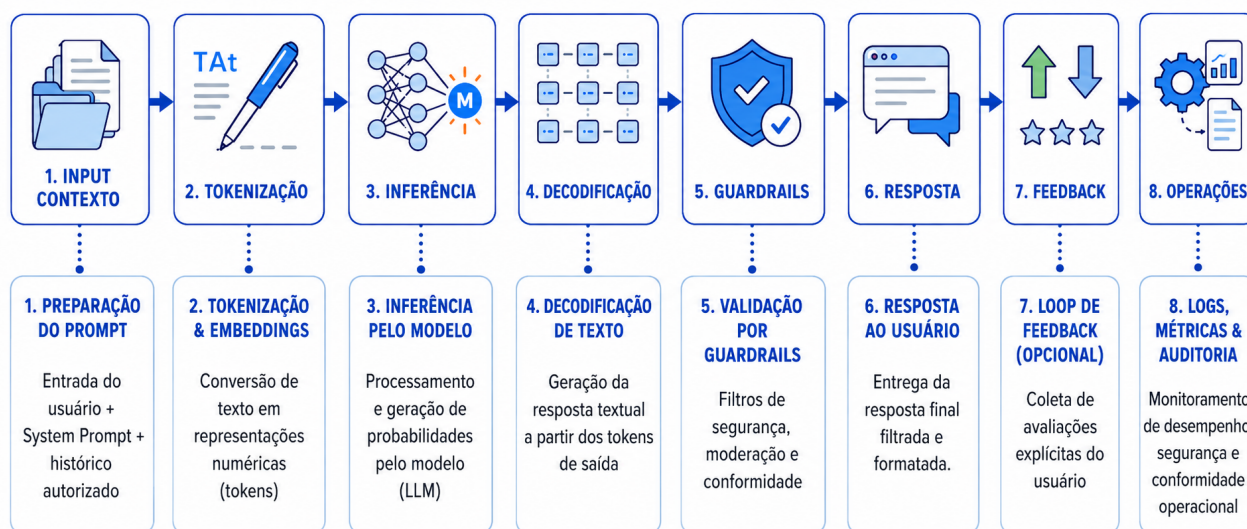 TAt
M
1. INPUT
CONTEXTO
2. TOKENIZAÇÃO
3. INFERÊNCIA
4. DECODIFICAÇÃO
5. GUARDRAILS
6. RESPOSTA
7. FEEDBACK
8. OPERAÇÕES
1. PREPARAÇÃO
DO PROMPT
Entrada do
usuário +
System Prompt +
histórico
autorizado
2. TOKENIZAÇÃO
& EMBEDDINGS
Conversão de
texto em
representações
numéricas
(tokens)
3. INFERÊNCIA
PELO MODELO
Processamento
e geração de
probabilidades
pelo modelo
(LLM)
4. DECODIFICAÇÃO
DE TEXTO
Geração da
resposta textual
a partir dos tokens
de saída
5. VALIDAÇÃO
POR
GUARDRAILS
Filtros de
segurança,
moderação e
conformidade
6. RESPOSTA
AO USUÁRIO
Entrega da
resposta final
filtrada e
formatada.
7. LOOP DE
FEEDBACK
(OPCIONAL)
Coleta de
avaliações
explícitas do
usuário
8. LOGS,
MÉTRICAS &
AUDITORIA
Monitoramento
de desempenho
segurança e
conformidade
operacional